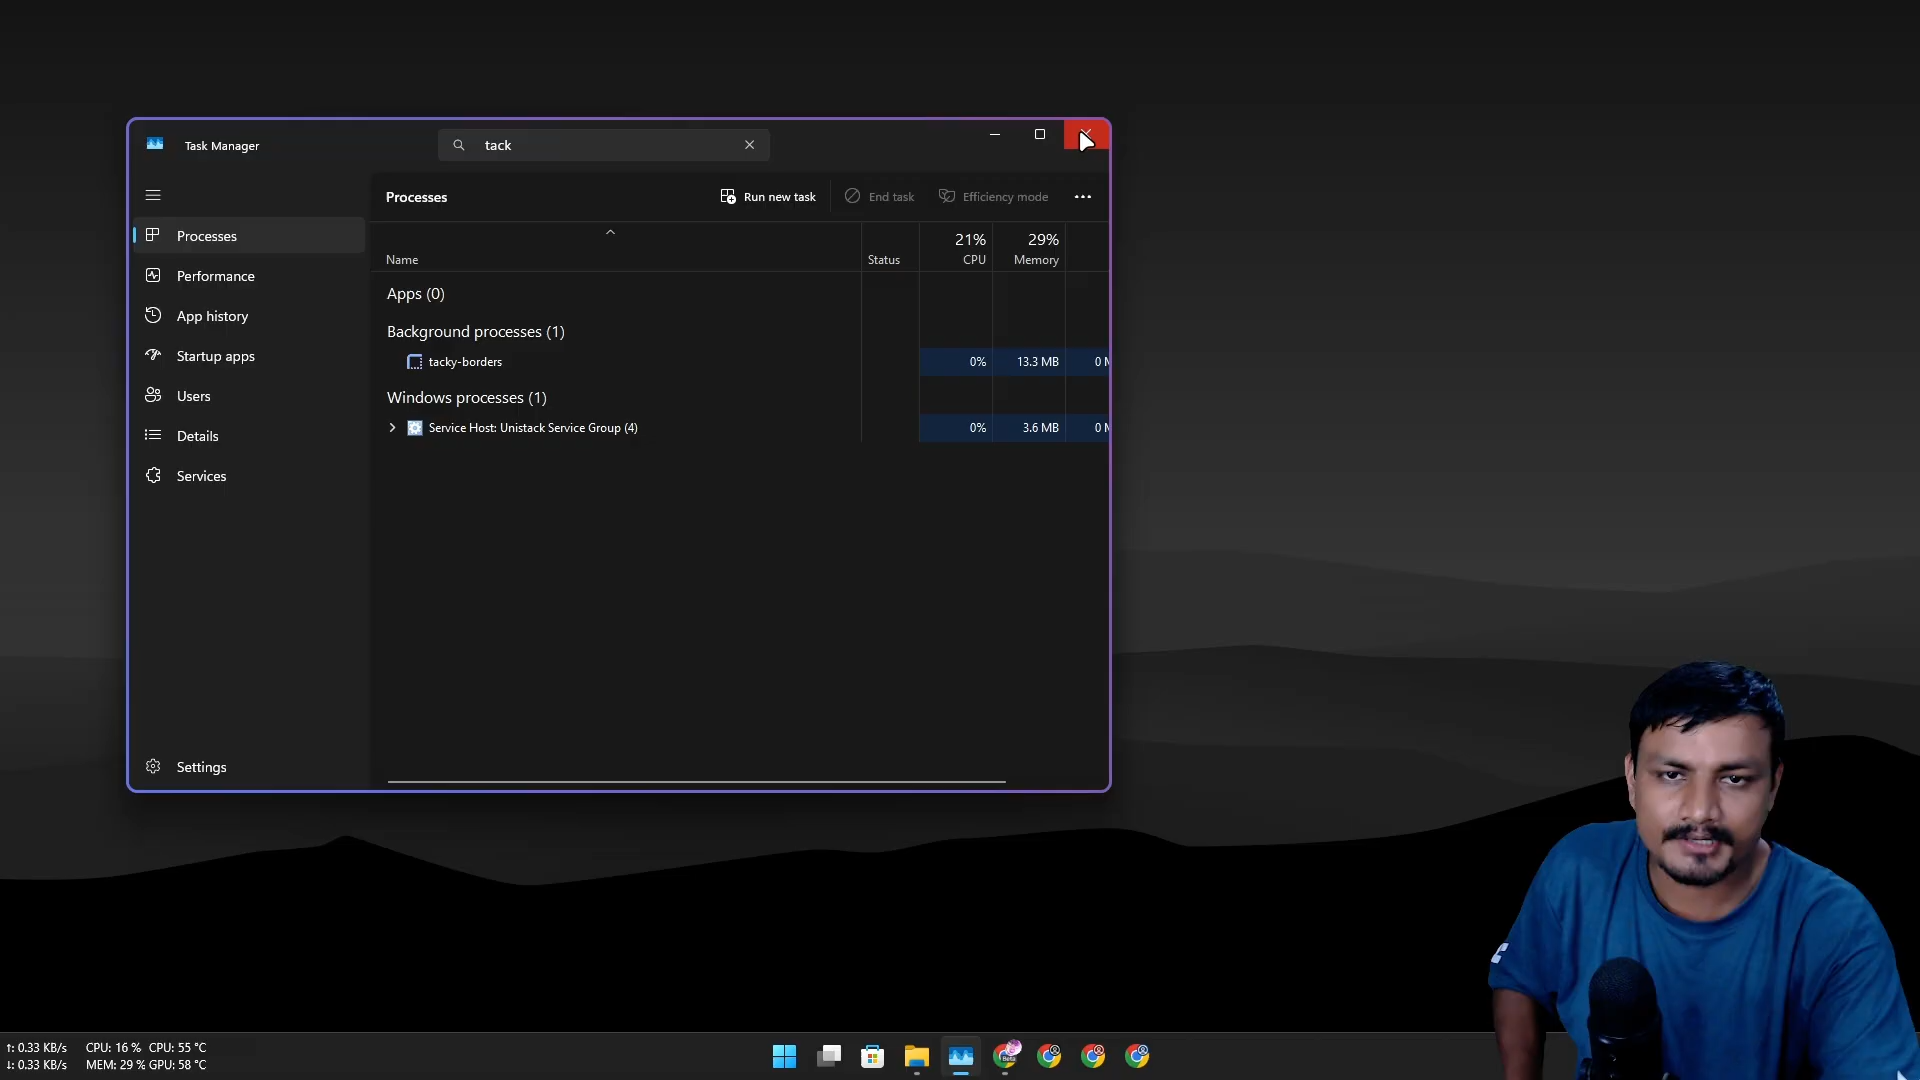 Task Manager
tack
Processes
Run new task
End task
Efficiency mode
Processes
Performance
App history
Startup apps
Users
Details
Services
Settings
21% 29%
Name Status CPU Memory
Apps (0)
Background processes (1)
tacky-borders 0% 13.3 MB 0
Windows processes (1)
Service Host: Unistack Service Group (4) 0% 3.6 MB 0
↑: 0.33 KB/s CPU: 16 % CPU: 55 °C
↓: 0.33 KB/s MEM: 29 % GPU: 58 °C
Beta